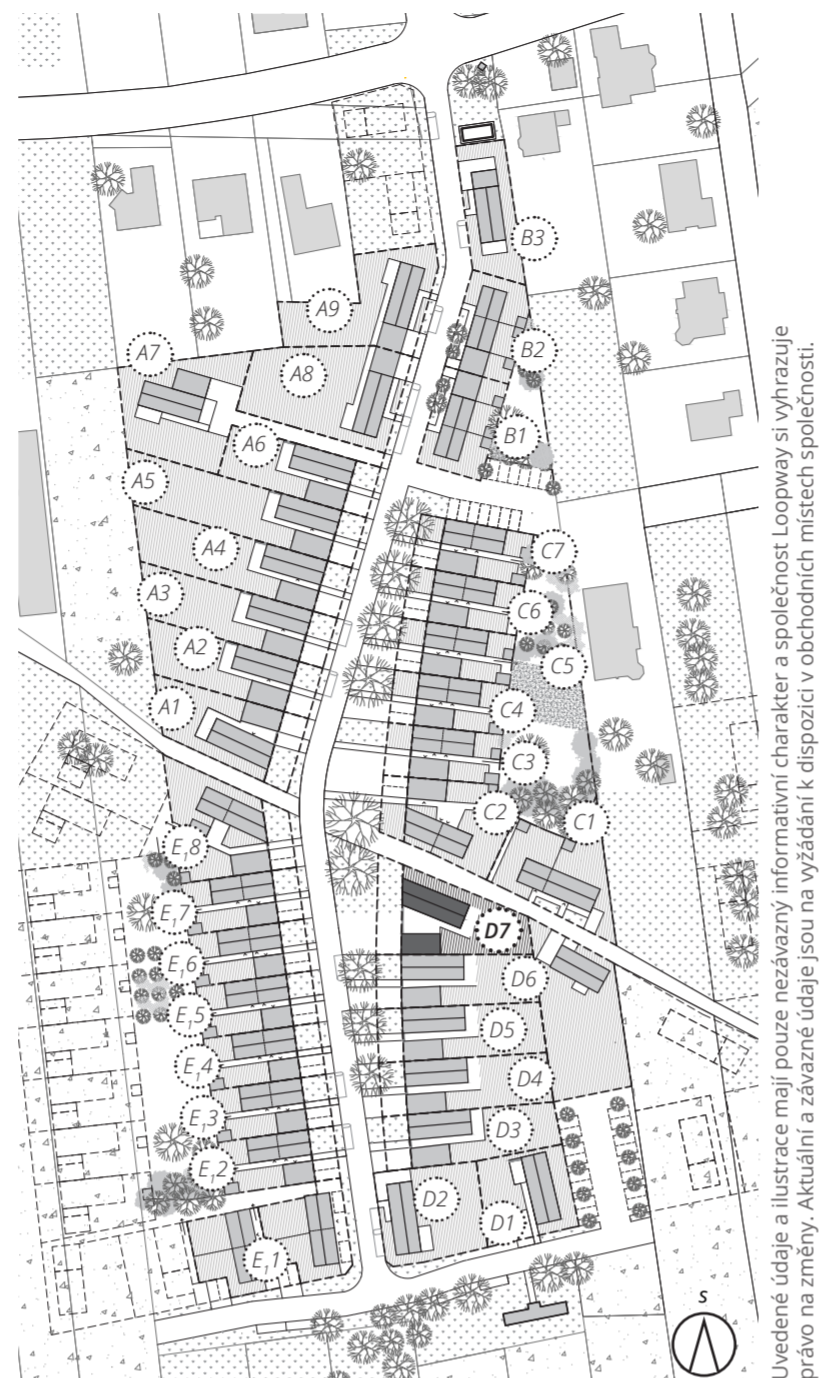 B3
A9
A7
B2
A8
A6
B1
A5
A4
C7
A3
C6
A2
C5
A1
C4
C3
C2
C1
E₁8
E₁7
D7
E₁6
D6
E₁5
D5
E₁4
D4
E₁3
D3
E₁2
D2
D1
E₁1
S
Uvedené údaje a ilustrace mají pouze nezávazný informativní charakter a společnost Loopway si vyhrazuje
právo na změny. Aktuální a závazné údaje jsou na vyžádání k dispozici v obchodních místech společnosti.